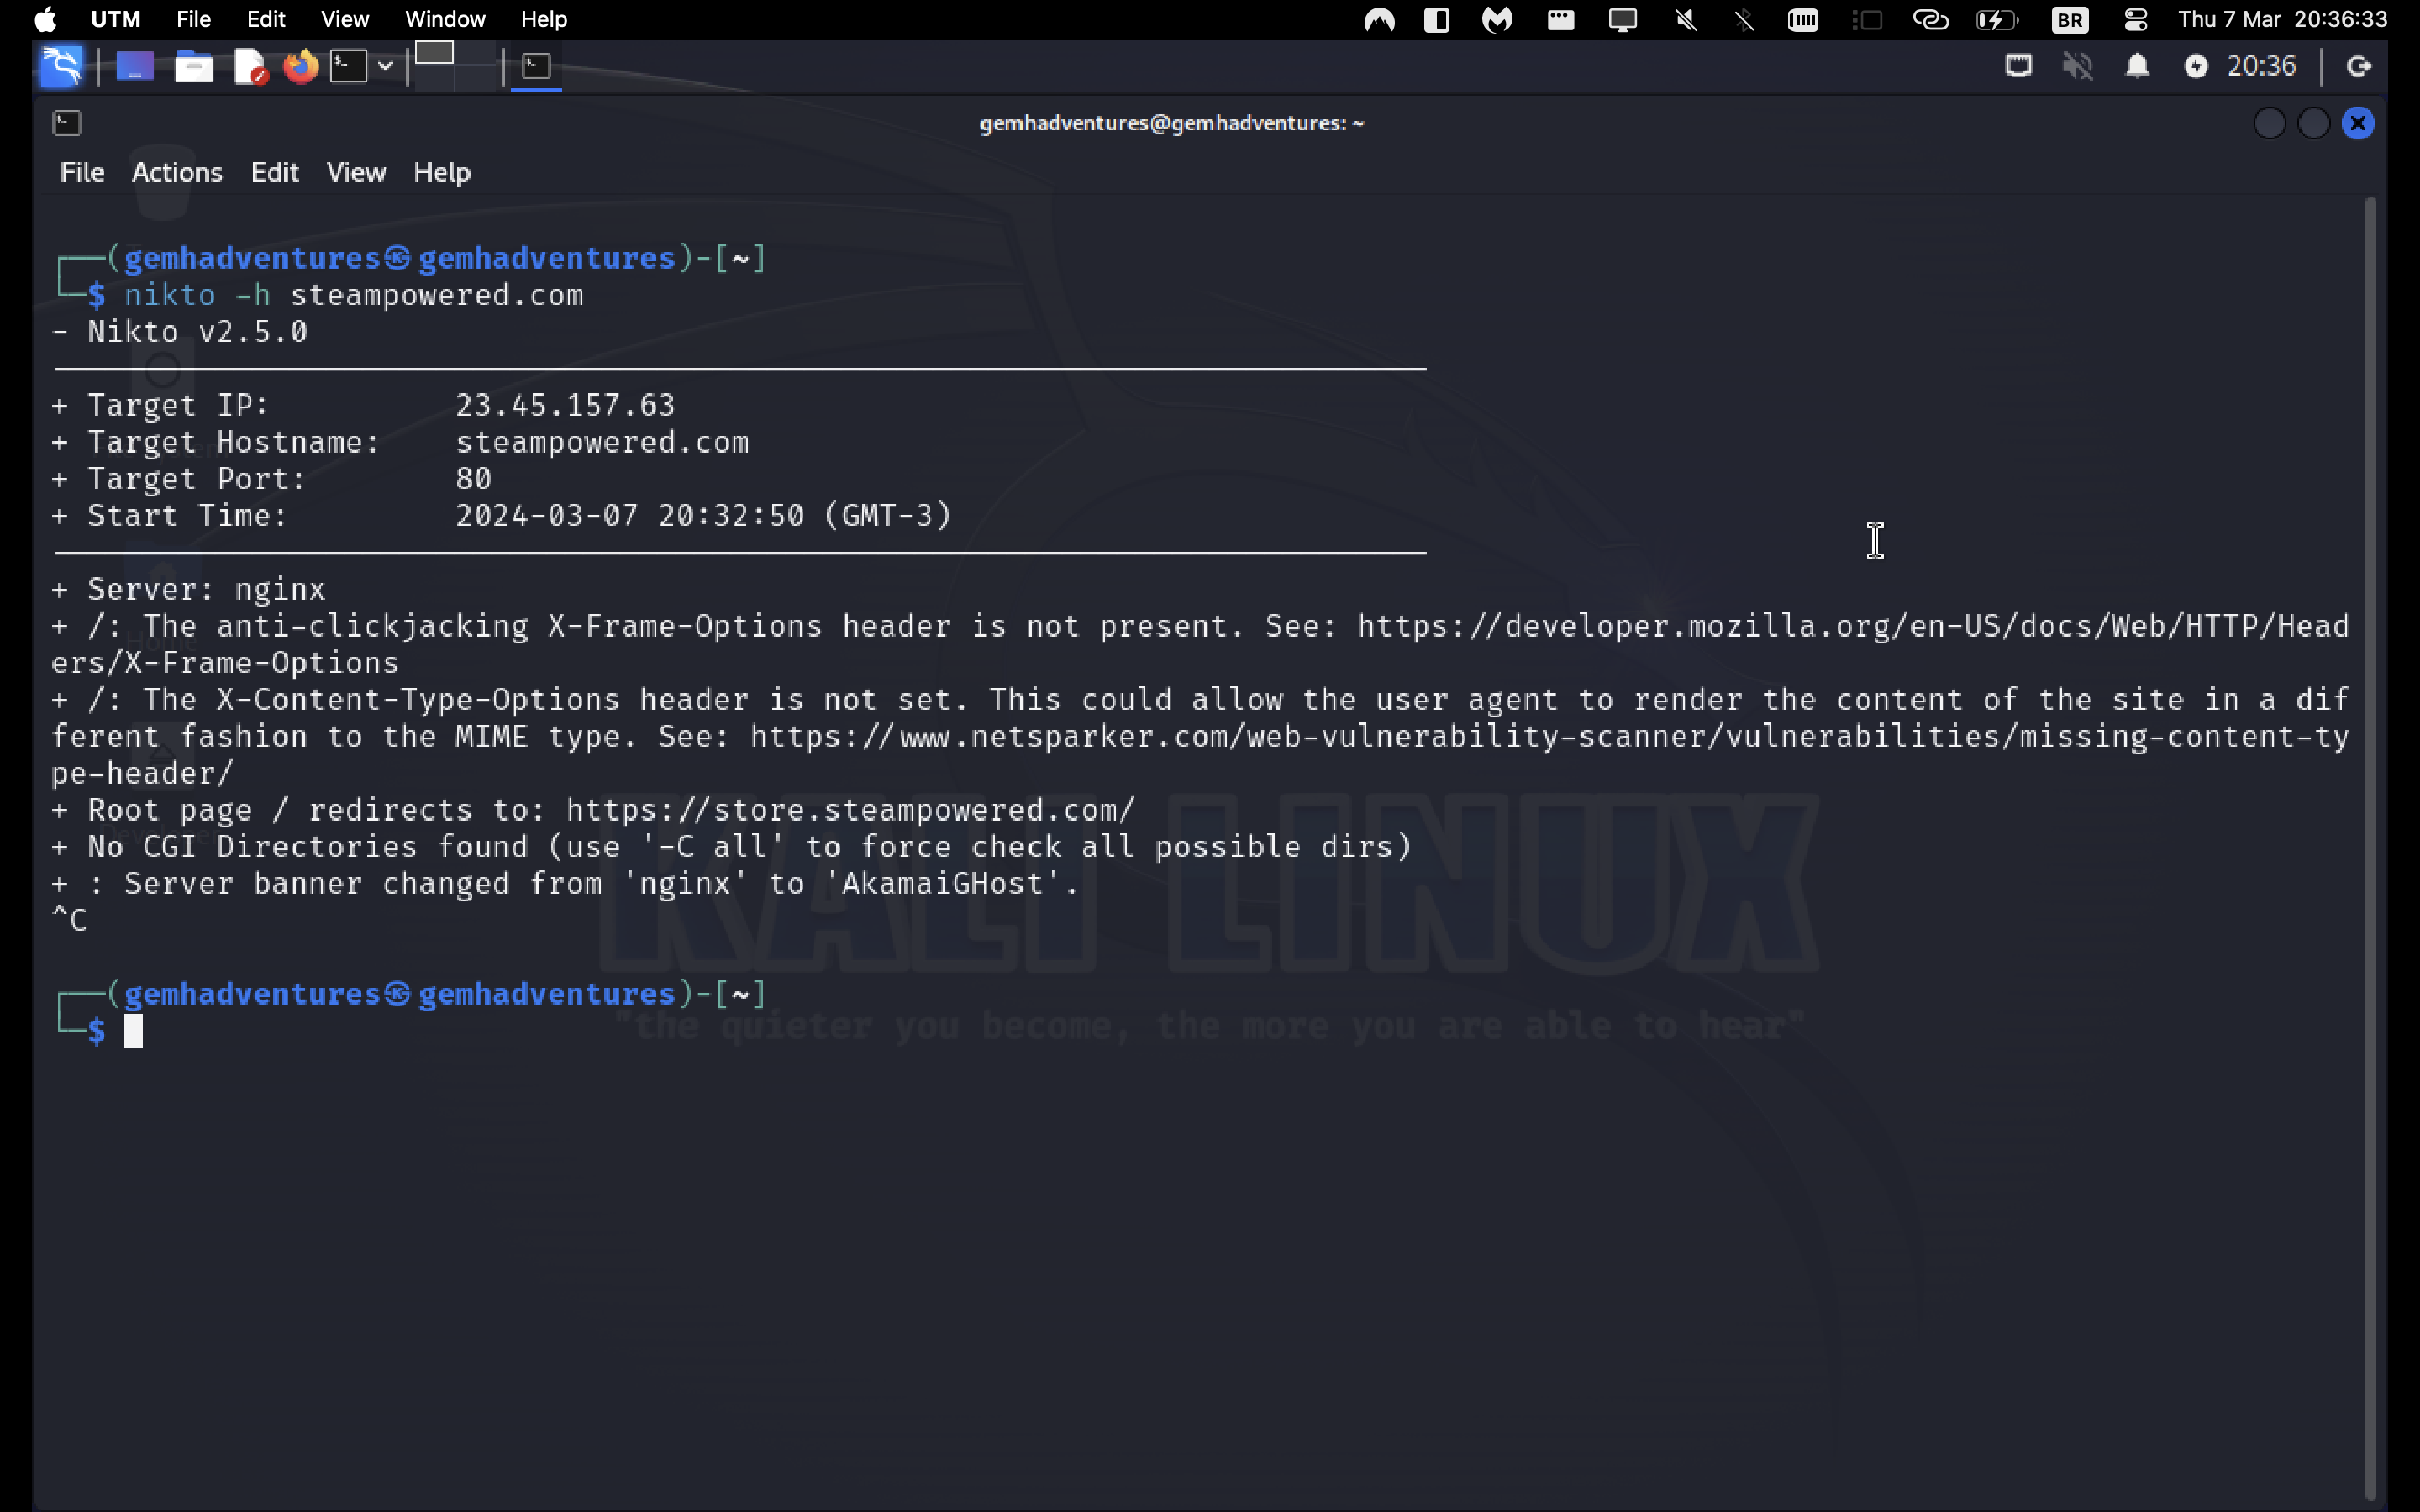 UTM File Edit View Window Help BR Thu 7 Mar 20:36:33
20:36
gemhadventures@gemhadventures: ~
File Actions Edit View Help
┌──(gemhadventures㉿gemhadventures)-[~]
└─$ nikto -h steampowered.com
- Nikto v2.5.0
+ Target IP: 23.45.157.63
+ Target Hostname: steampowered.com
+ Target Port: 80
+ Start Time: 2024-03-07 20:32:50 (GMT-3)
+ Server: nginx
+ /: The anti-clickjacking X-Frame-Options header is not present. See: https://developer.mozilla.org/en-US/docs/Web/HTTP/Head
ers/X-Frame-Options
+ /: The X-Content-Type-Options header is not set. This could allow the user agent to render the content of the site in a dif
ferent fashion to the MIME type. See: https://www.netsparker.com/web-vulnerability-scanner/vulnerabilities/missing-content-ty
pe-header/
+ Root page / redirects to: https://store.steampowered.com/
+ No CGI Directories found (use '-C all' to force check all possible dirs)
+ : Server banner changed from 'nginx' to 'AkamaiGHost'.
^C
┌──(gemhadventures㉿gemhadventures)-[~]
└─$
KALI LINUX
"the quieter you become, the more you are able to hear"
Home